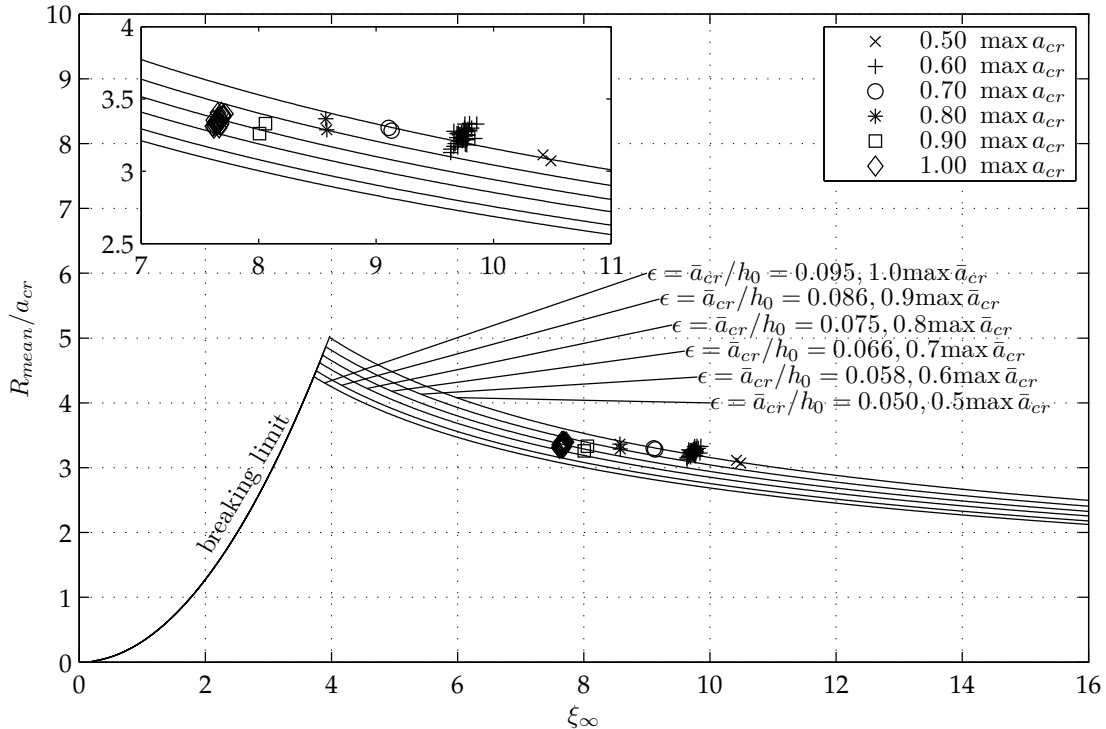 10
9
8
7
6
5
4
3
2
1
0
R_mean/a_cr
4
3.5
3
2.5
7 8 9 10 11
0.50 max a_cr
0.60 max a_cr
0.70 max a_cr
0.80 max a_cr
0.90 max a_cr
1.00 max a_cr
ϵ = ā_cr/h_0 = 0.095, 1.0max ā_cr
ϵ = ā_cr/h_0 = 0.086, 0.9max ā_cr
ϵ = ā_cr/h_0 = 0.075, 0.8max ā_cr
ϵ = ā_cr/h_0 = 0.066, 0.7max ā_cr
ϵ = ā_cr/h_0 = 0.058, 0.6max ā_cr
ϵ = ā_cr/h_0 = 0.050, 0.5max ā_cr
breaking limit
0 2 4 6 8 10 12 14 16
ξ_∞